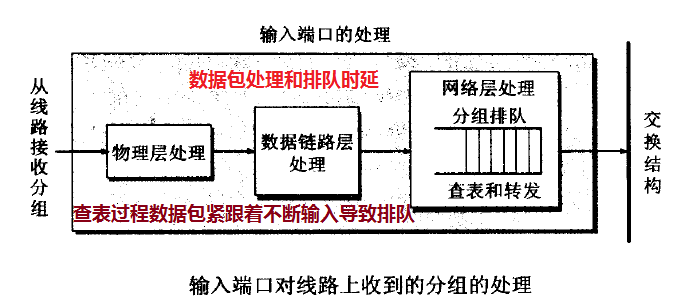 输入端口的处理
数据包处理和排队时延
从线路接收分组
物理层处理
数据链路层
处理
网络层处理
分组排队
查表和转发
交换结构
查表过程数据包紧跟着不断输入导致排队
输入端口对线路上收到的分组的处理